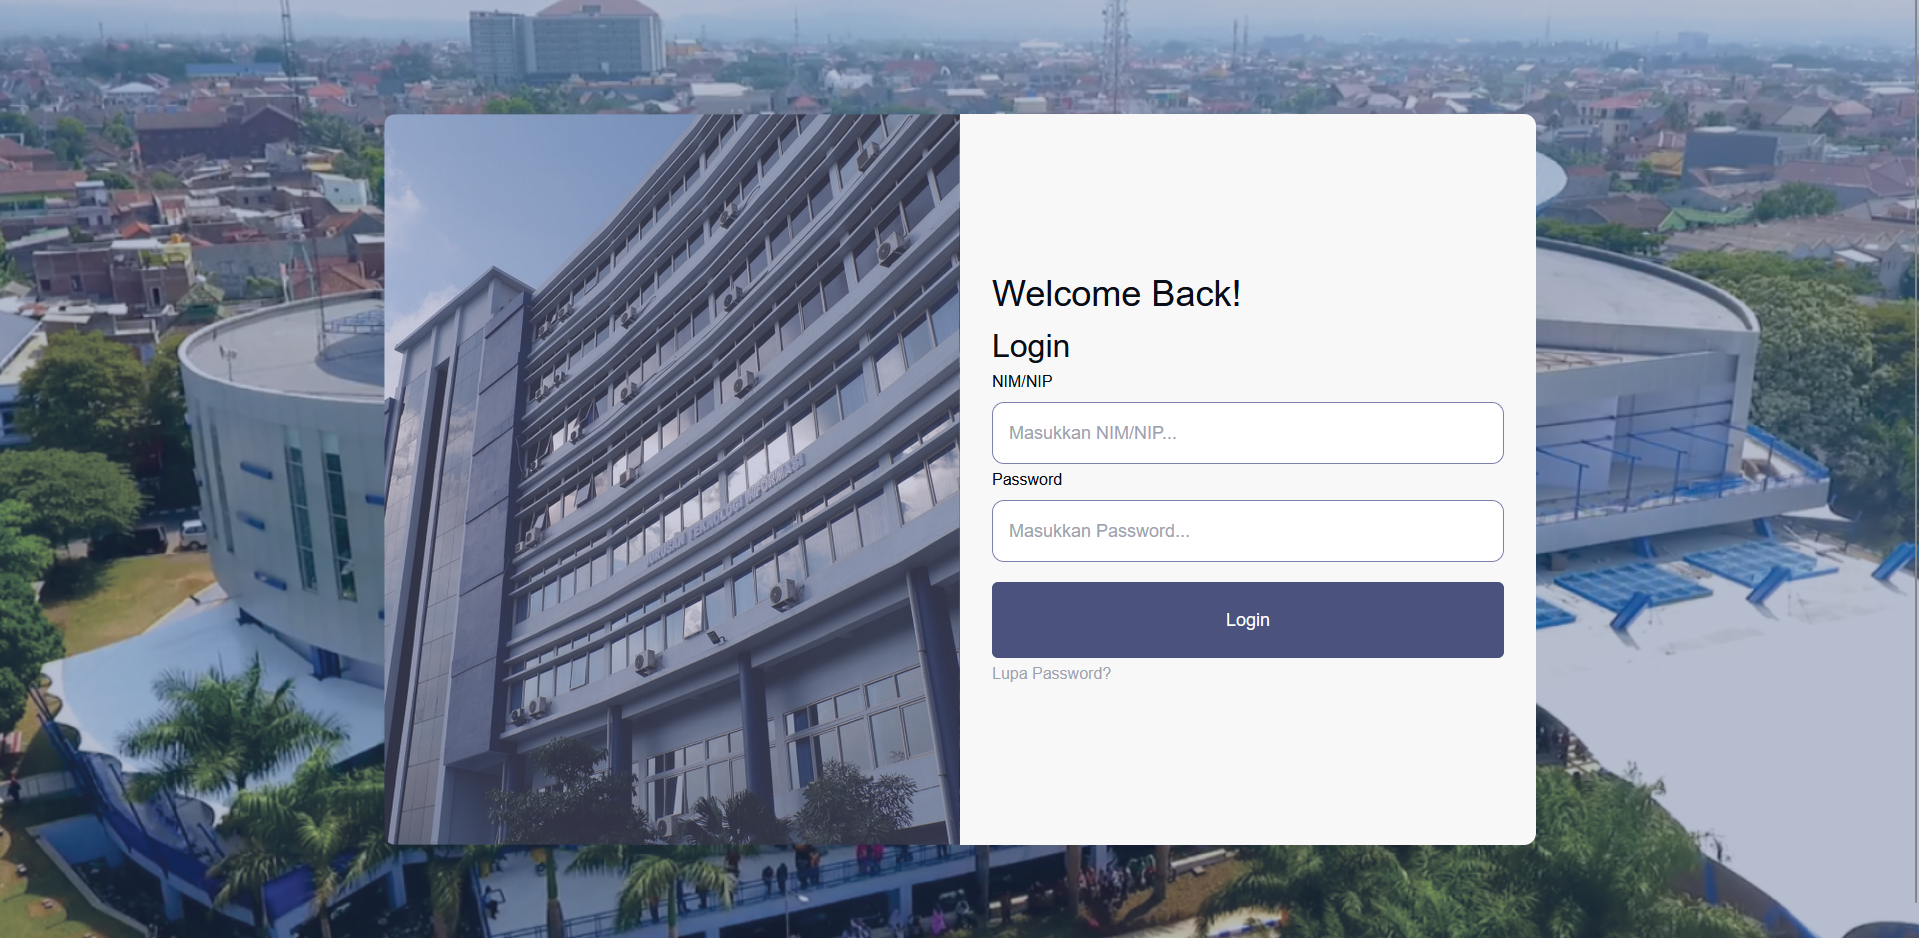 JURUSAN TEKNOLOGI INFORMASI
Welcome Back!
Login
NIM/NIP
Masukkan NIM/NIP...
Password
Masukkan Password...
Login
Lupa Password?